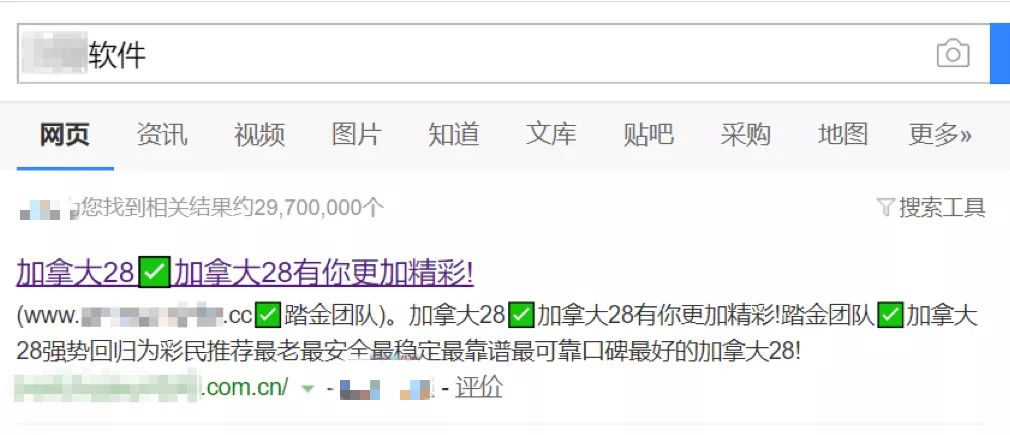 软件
网页 资讯 视频 图片 知道 文库 贴吧 采购 地图 更多»
您找到相关结果约29,700,000个 搜索工具
加拿大28✅加拿大28有你更加精彩!
(www. .cc✅踏金团队)。加拿大28✅加拿大28有你更加精彩!踏金团队✅加拿大
28强势回归为彩民推荐最老最安全最稳定最靠谱最可靠口碑最好的加拿大28!
.com.cn/ - - 评价